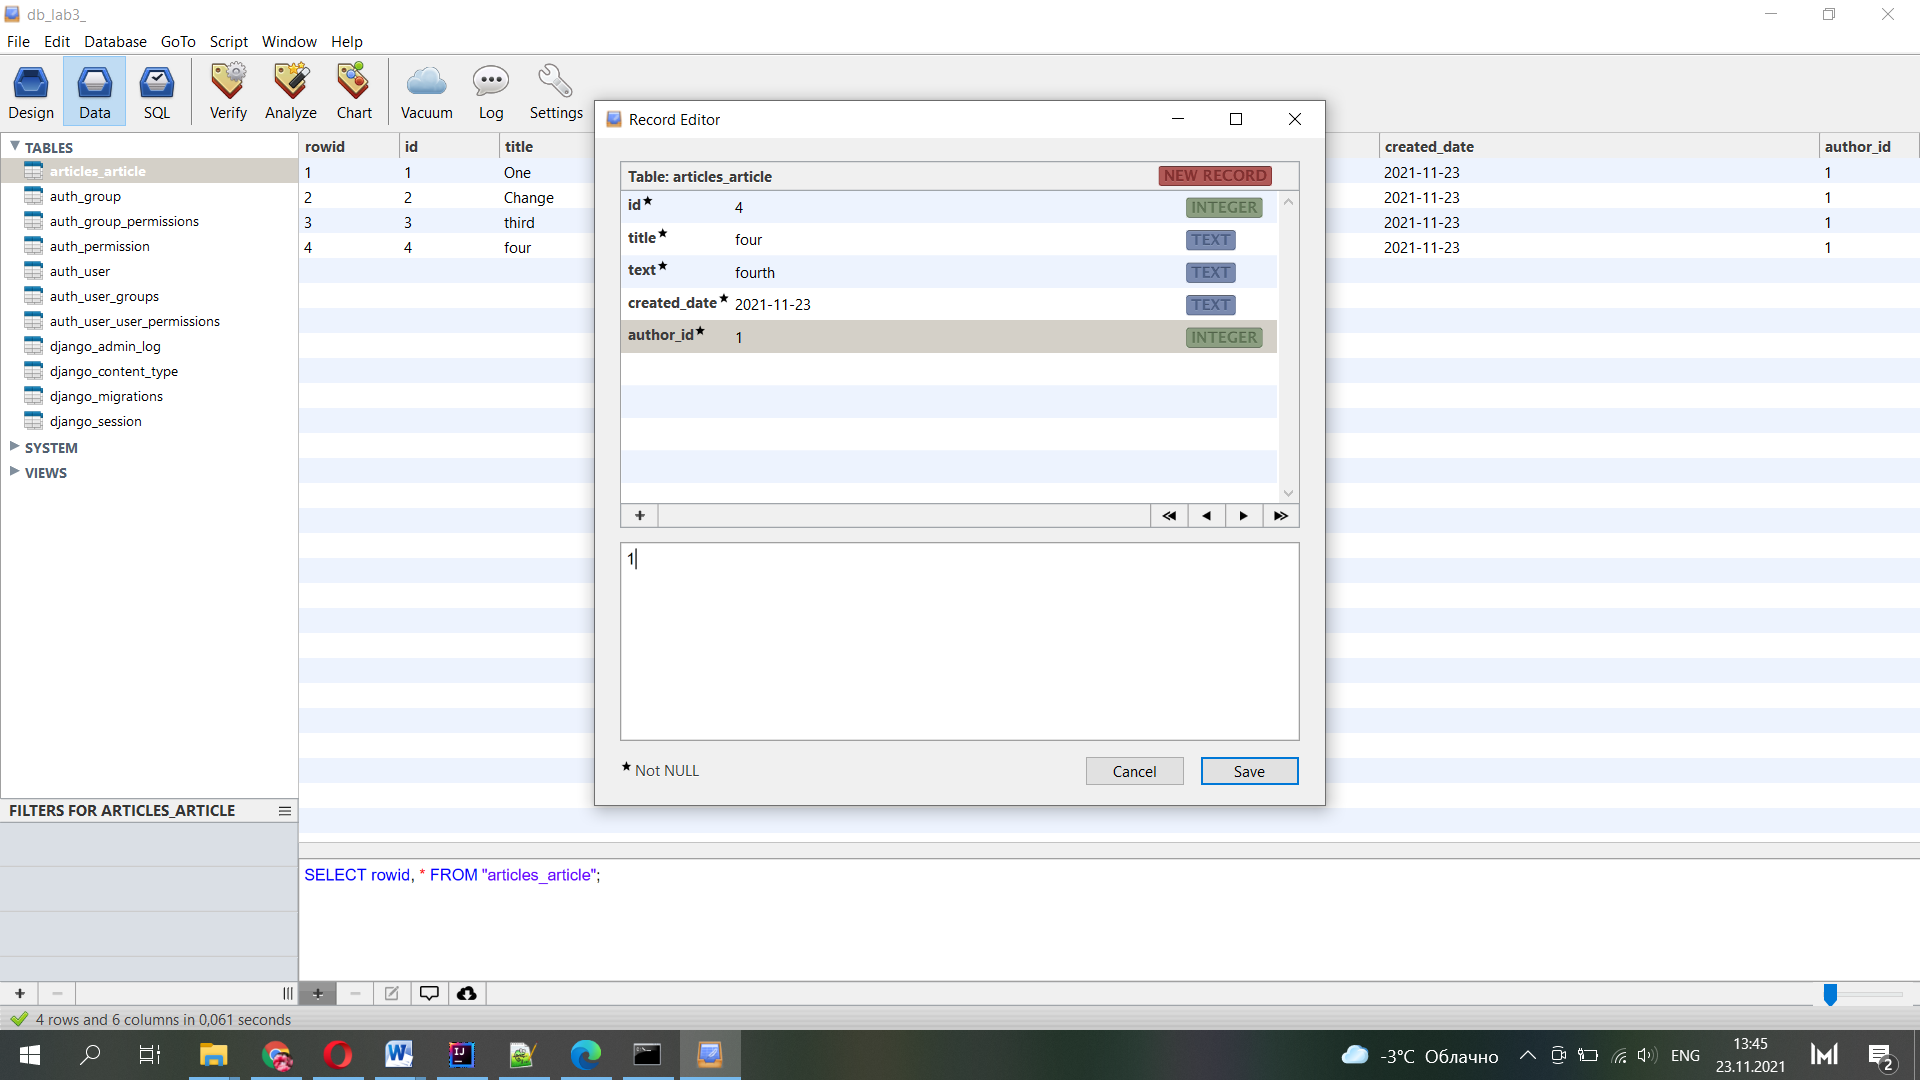 db_lab3_
File Edit Database GoTo Script Window Help
Design Data SQL Verify Analyze Chart Vacuum Log Settings
TABLES
articles_article
auth_group
auth_group_permissions
auth_permission
auth_user
auth_user_groups
auth_user_user_permissions
django_admin_log
django_content_type
django_migrations
django_session
SYSTEM
VIEWS
FILTERS FOR ARTICLES_ARTICLE
rowid id title created_date author_id
1 1 One 2021-11-23 1
2 2 Change 2021-11-23 1
3 3 third 2021-11-23 1
4 4 four 2021-11-23 1
Record Editor
Table: articles_article NEW RECORD
id★ 4 INTEGER
title★ four TEXT
text★ fourth TEXT
created_date★ 2021-11-23 TEXT
author_id★ 1 INTEGER
1
★ Not NULL
Cancel Save
SELECT rowid, * FROM "articles_article";
4 rows and 6 columns in 0,061 seconds
-3°C Облачно ENG 13:45
23.11.2021
2